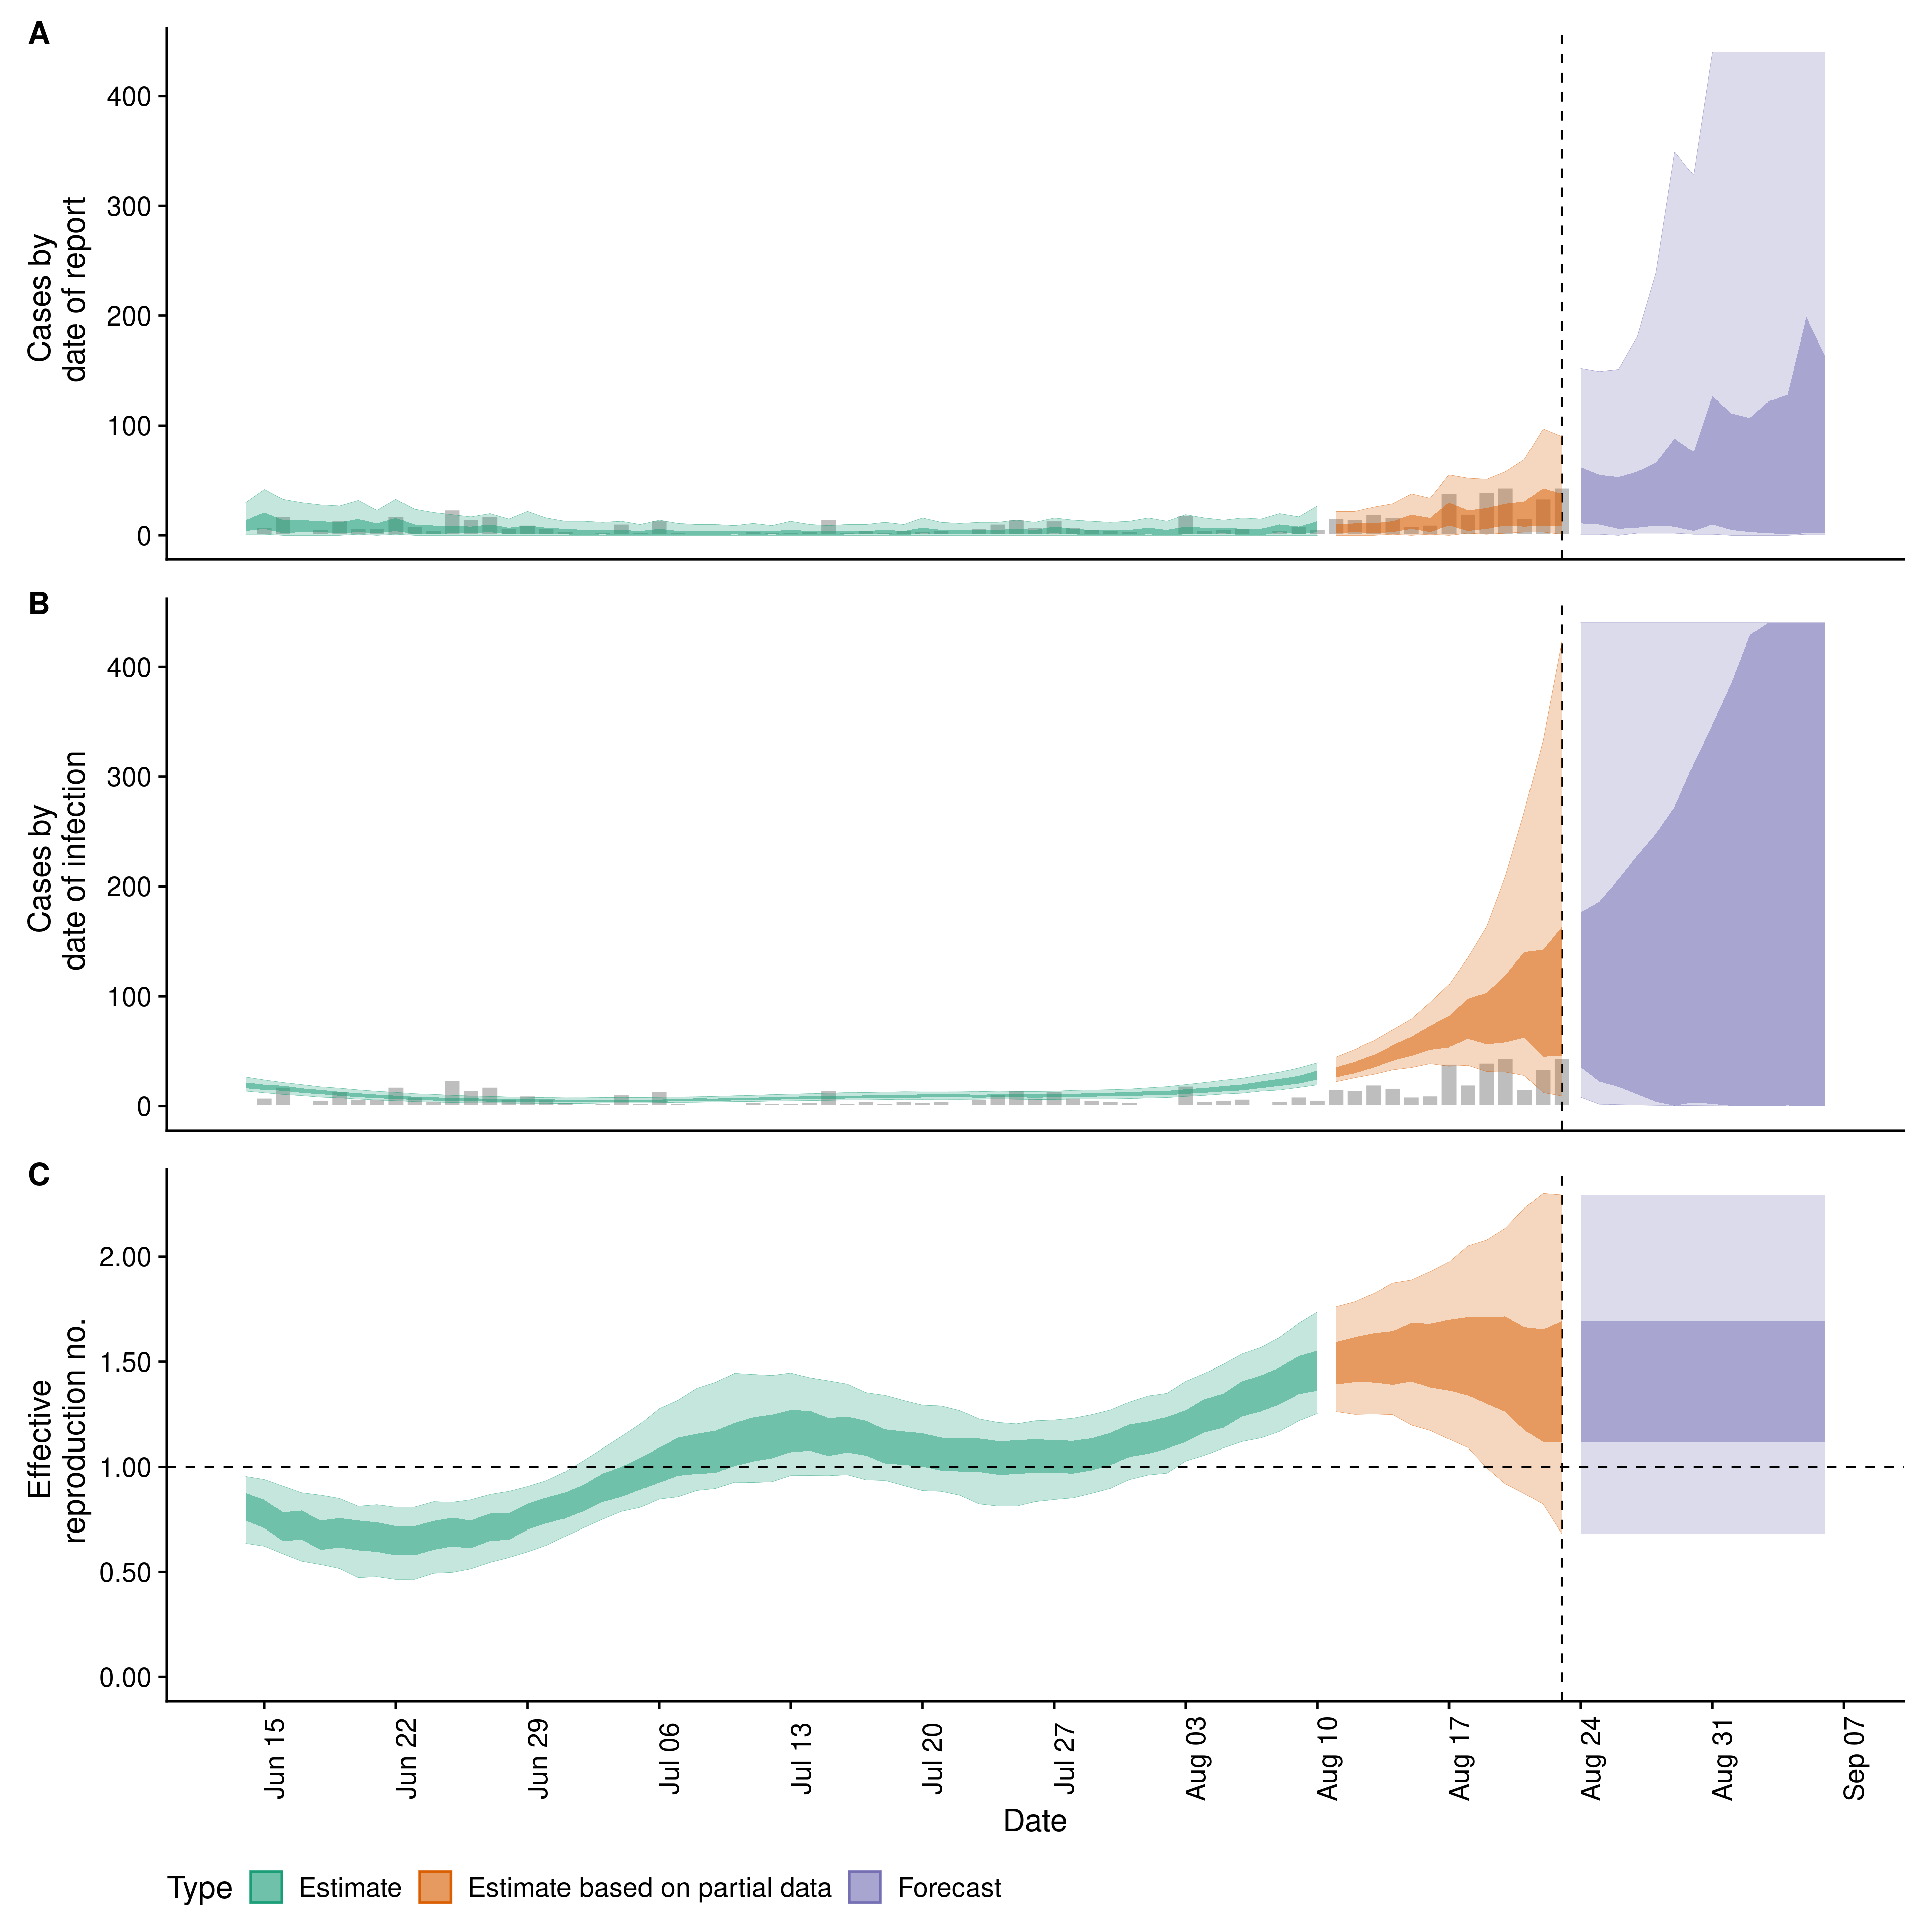 A
Cases by
date of report
400
300
200
100
0
B
Cases by
date of infection
400
300
200
100
0
C
Effective
reproduction no.
2.00
1.50
1.00
0.50
0.00
Jun 15
Jun 22
Jun 29
Jul 06
Jul 13
Jul 20
Jul 27
Aug 03
Aug 10
Aug 17
Aug 24
Aug 31
Sep 07
Date
Type Estimate Estimate based on partial data Forecast